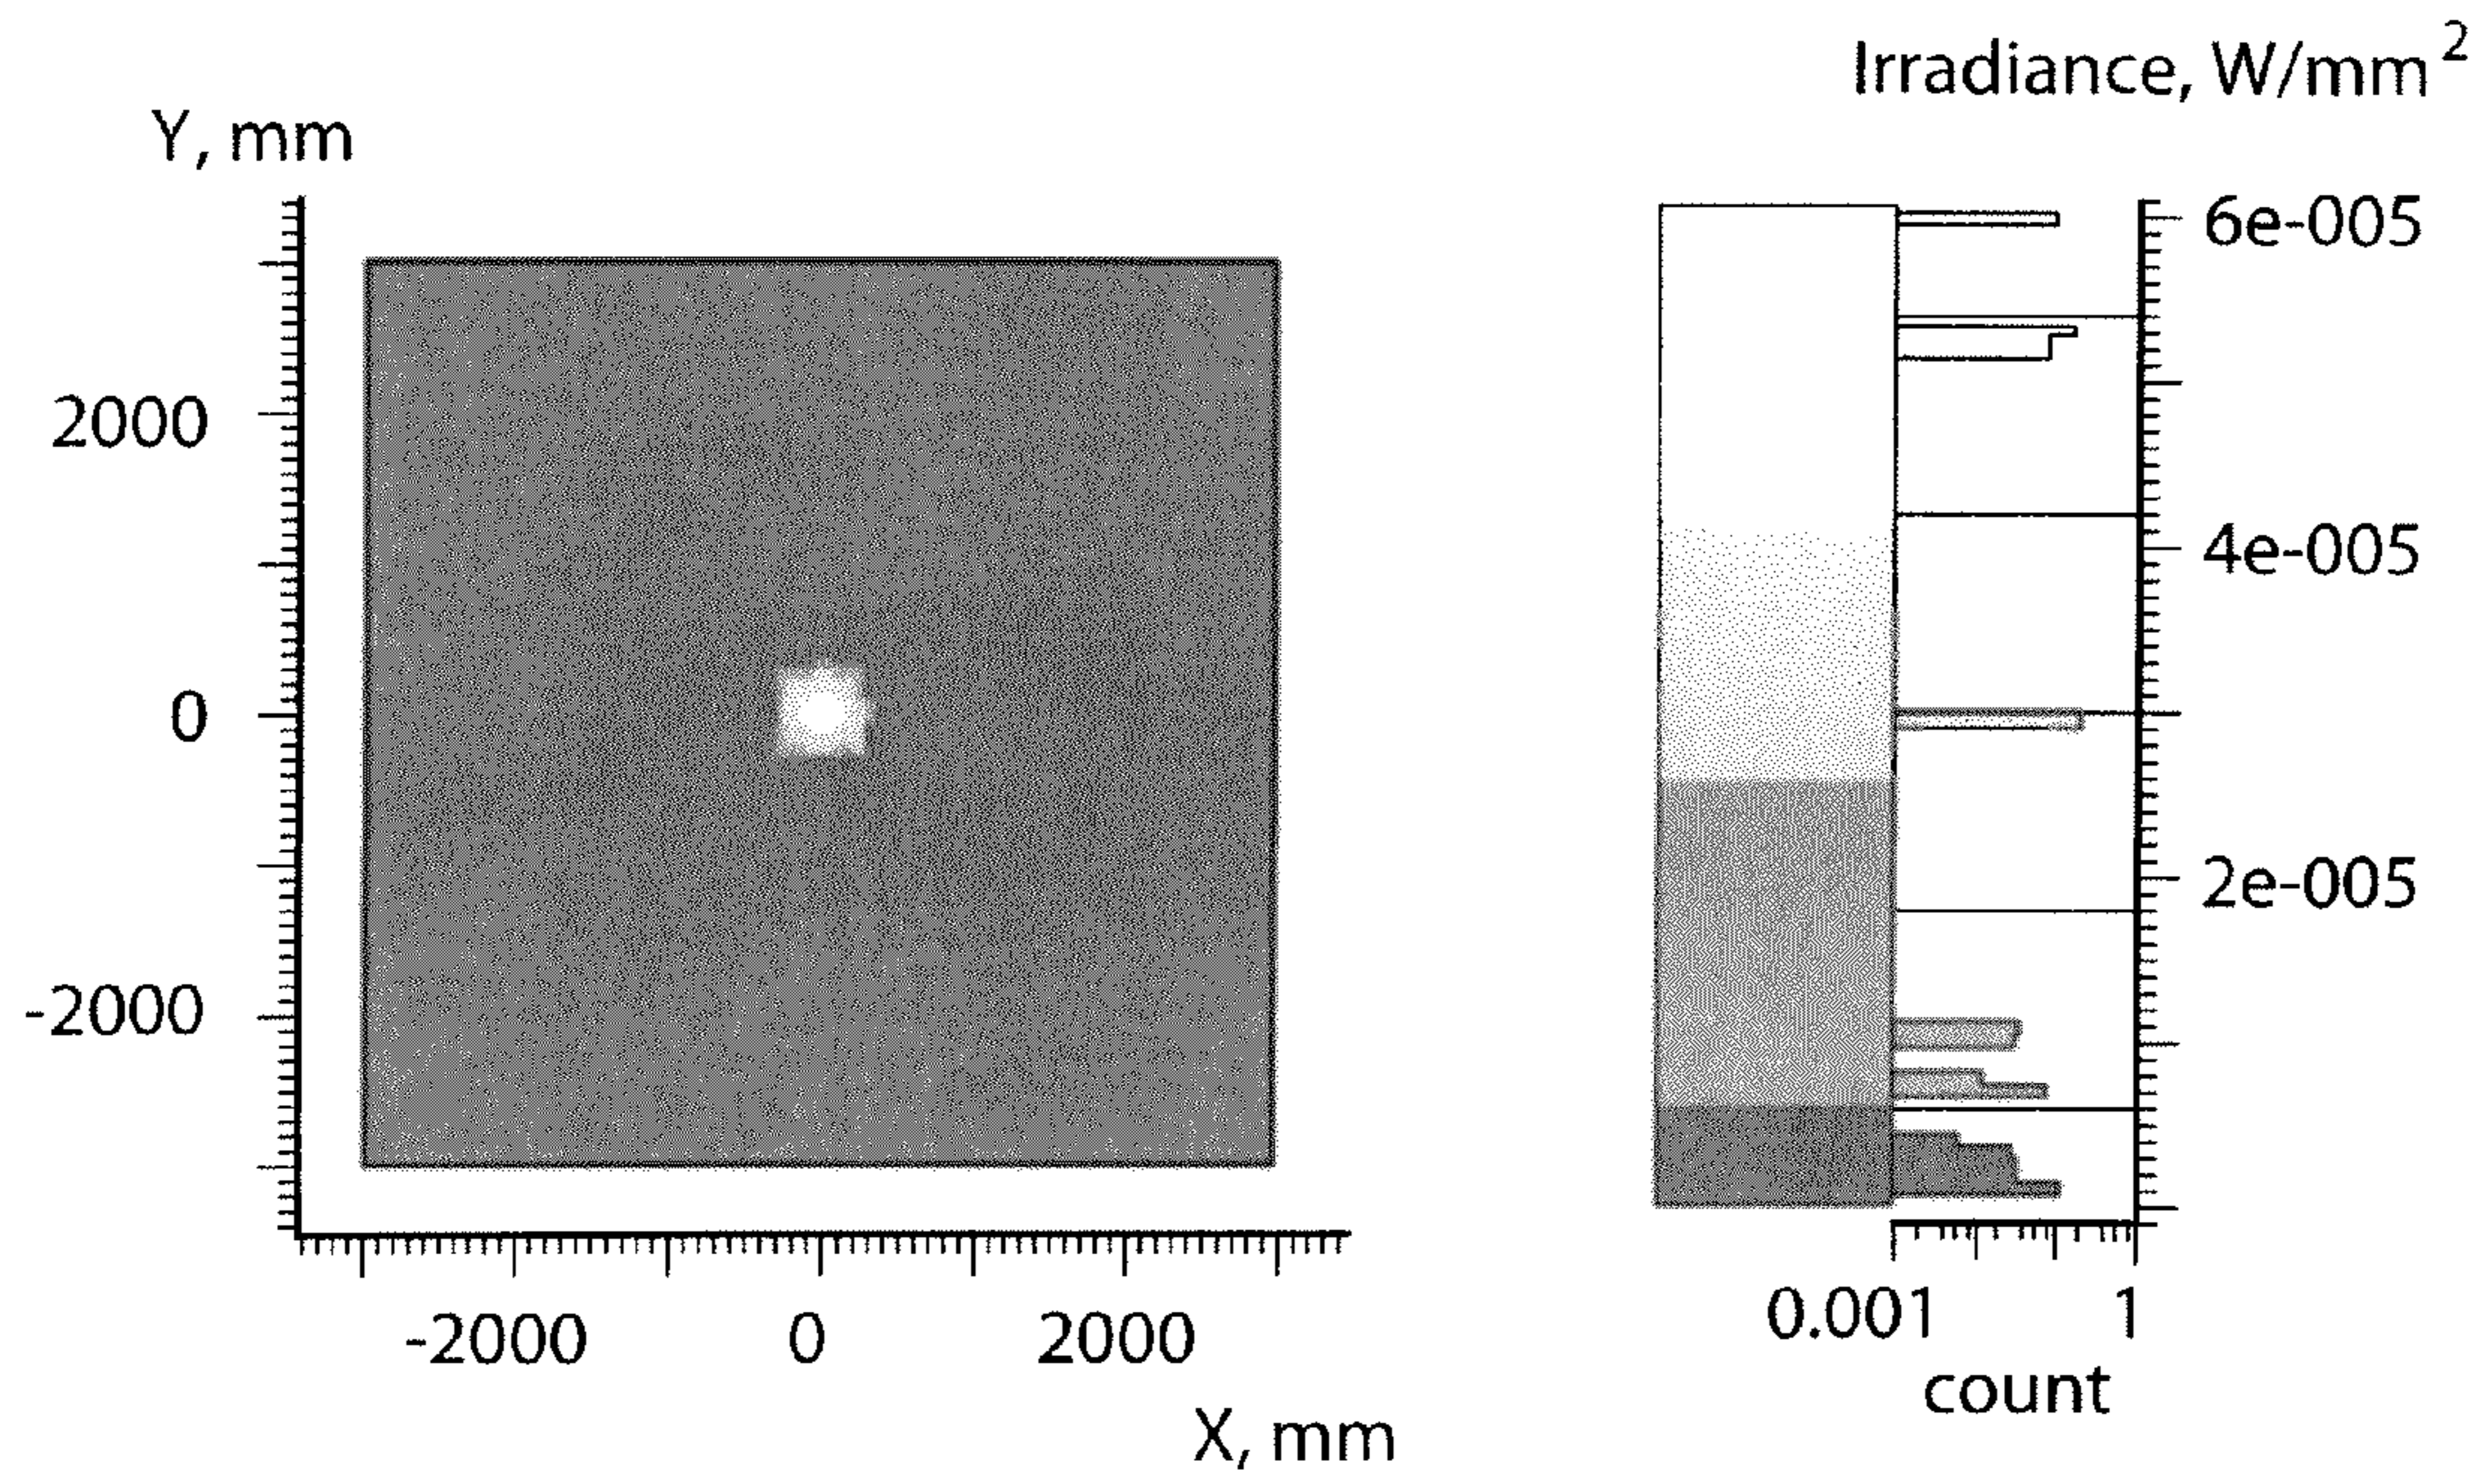 Y, mm
2000
0
-2000
-2000 0 2000
X, mm
Irradiance, W/mm²
6e-005
4e-005
2e-005
0.001 1
count